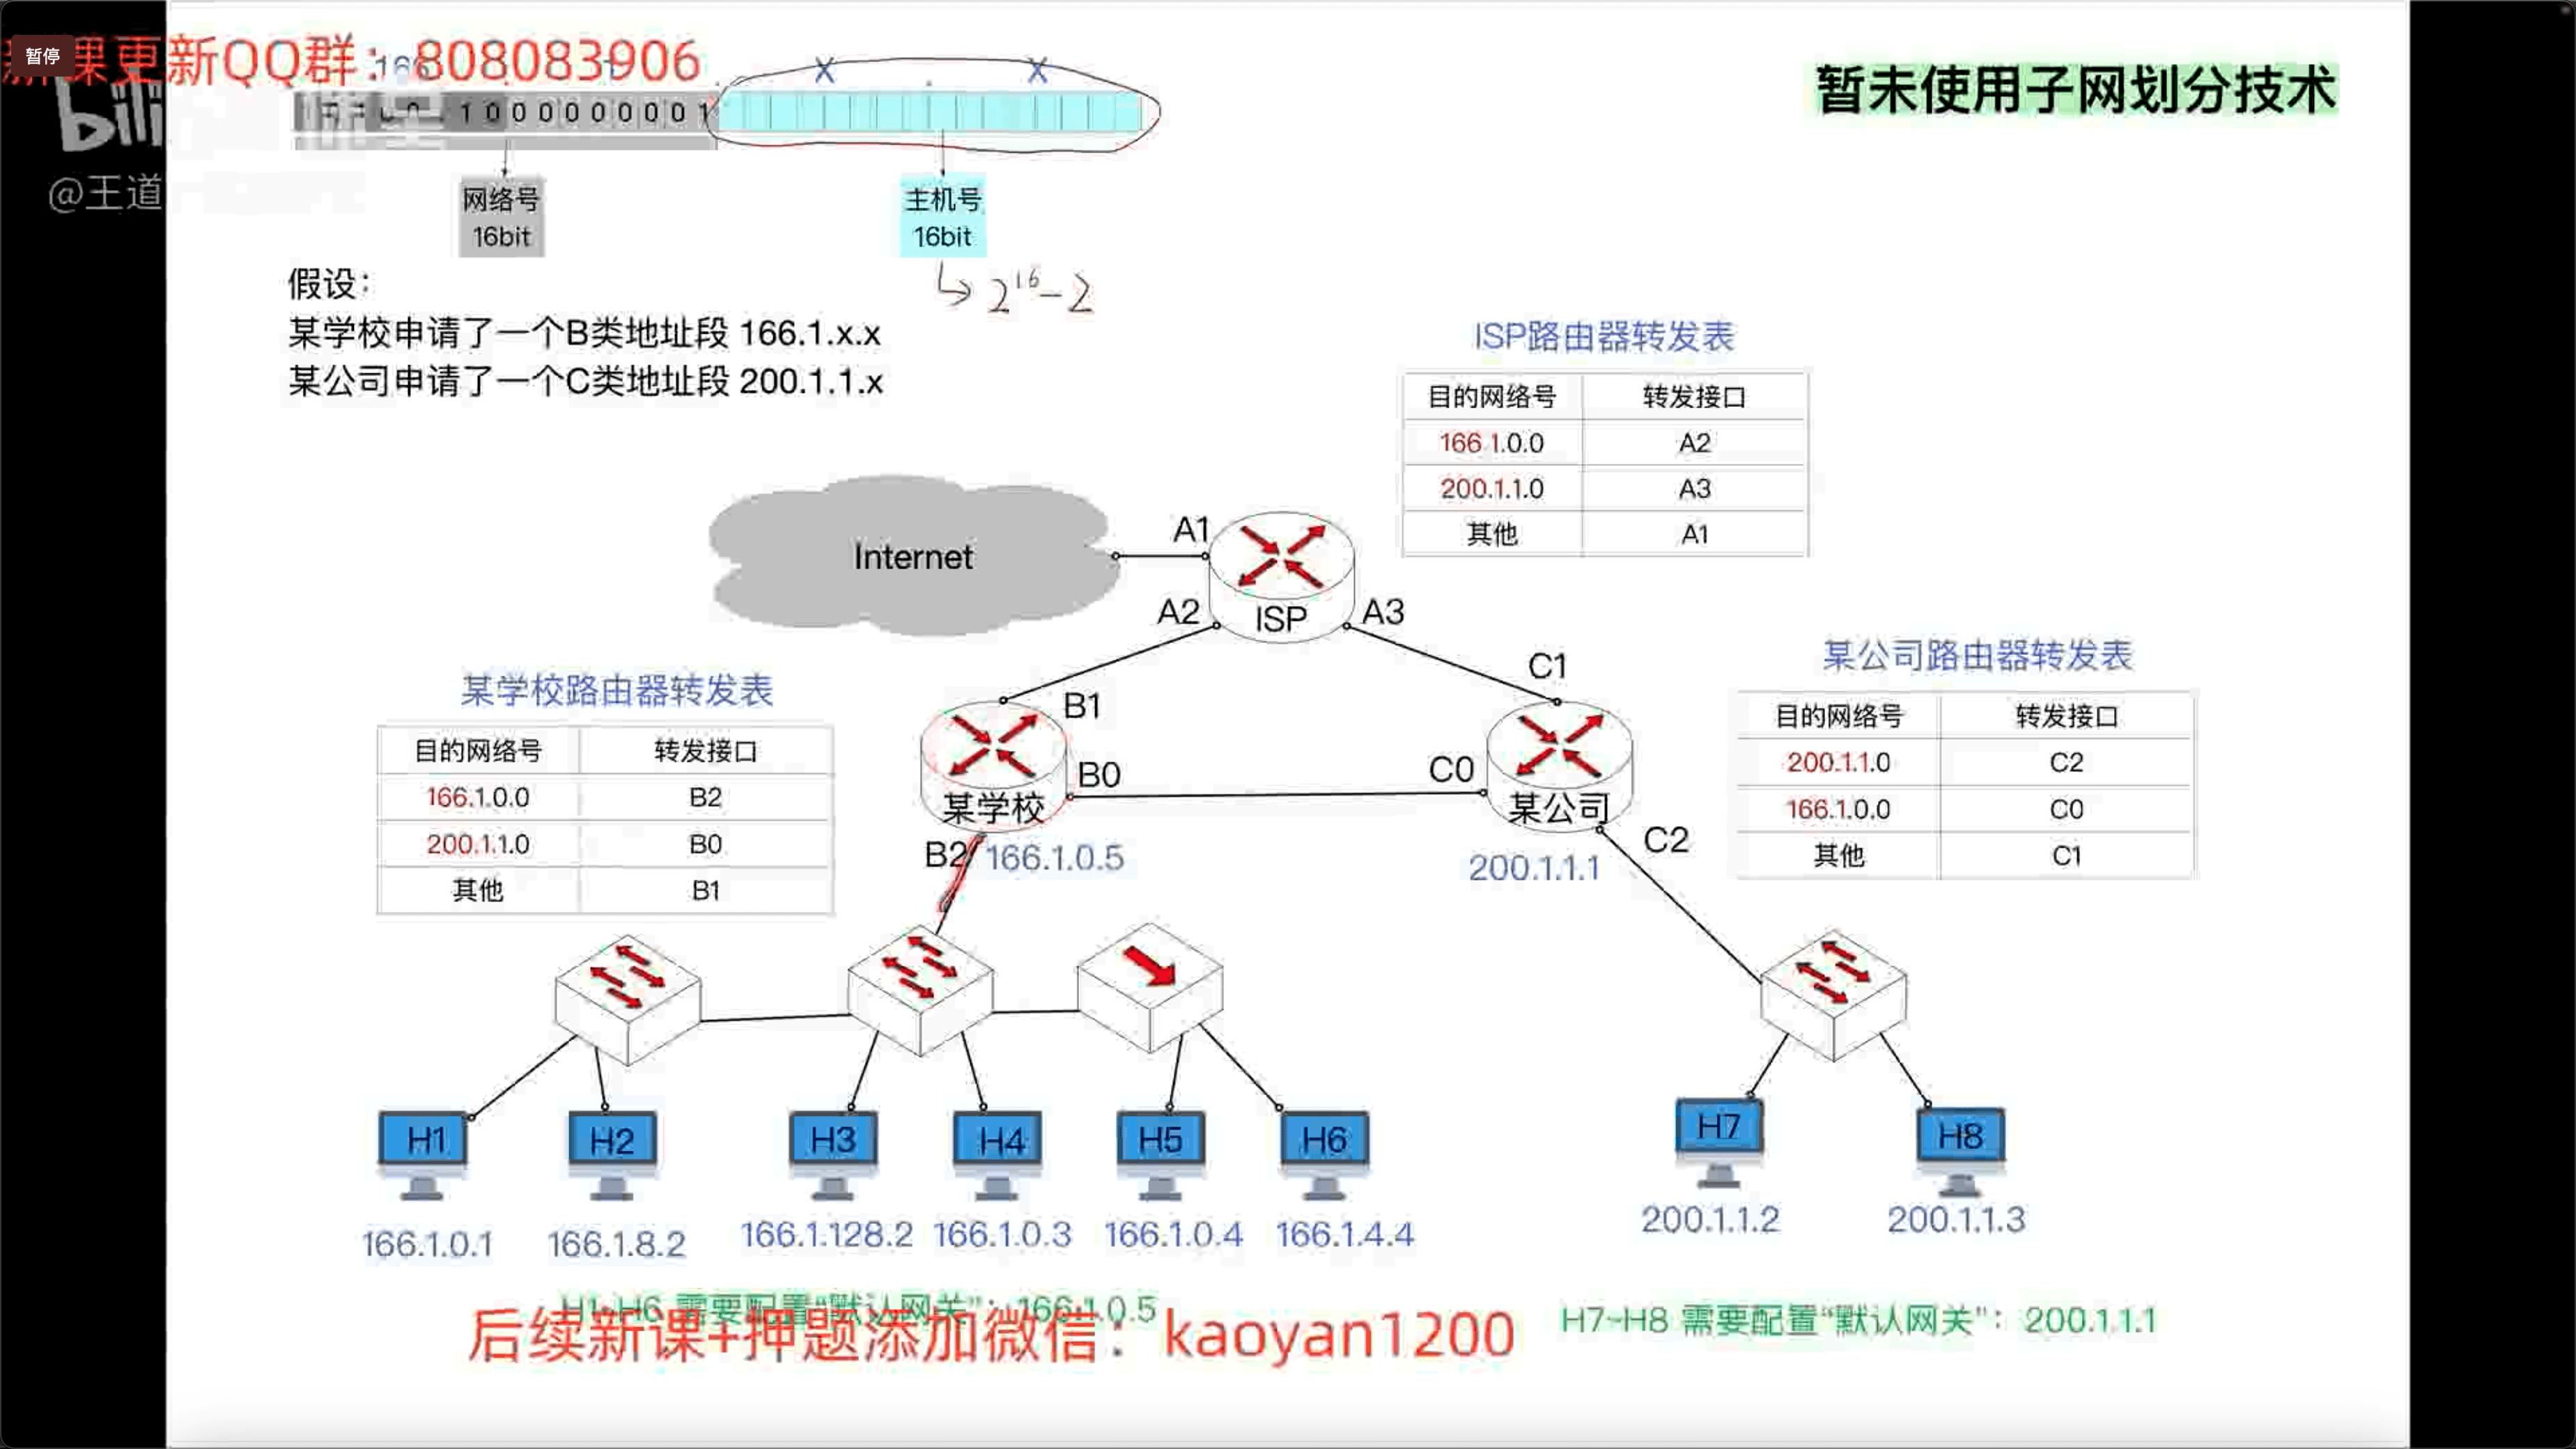 暂停
新课更新QQ群：808083906
暂未使用子网划分技术
166
X
X
1 0 0 0 0 0 0 0 0 1
bili
@王道
网络号
16bit
主机号
16bit
2^16-2
假设：
某学校申请了一个B类地址段 166.1.x.x
某公司申请了一个C类地址段 200.1.1.x
ISP路由器转发表
目的网络号 转发接口
166.1.0.0 A2
200.1.1.0 A3
其他 A1
Internet
A1
ISP
A2
A3
某学校路由器转发表
目的网络号 转发接口
166.1.0.0 B2
200.1.1.0 B0
其他 B1
B1
B0
某学校
B2
166.1.0.5
C1
C0
某公司
C2
200.1.1.1
某公司路由器转发表
目的网络号 转发接口
200.1.1.0 C2
166.1.0.0 C0
其他 C1
H1 H2 H3 H4 H5 H6 H7 H8
166.1.0.1 166.1.8.2 166.1.128.2 166.1.0.3 166.1.0.4 166.1.4.4 200.1.1.2 200.1.1.3
H1~H6 需要配置“默认网关”：166.1.0.5
后续新课+押题添加微信：kaoyan1200
H7~H8 需要配置“默认网关”：200.1.1.1